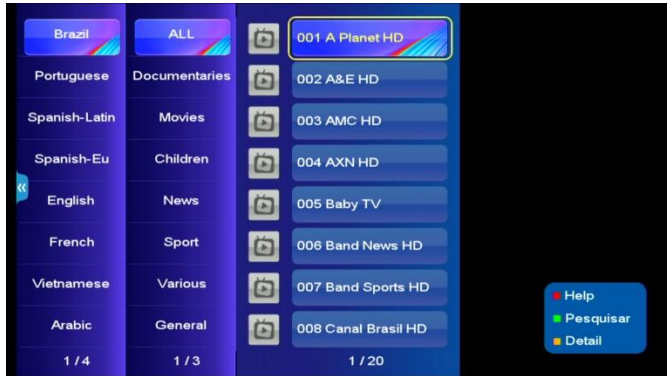 Brazil
Portuguese
Spanish-Latin
Spanish-Eu
English
French
Vietnamese
Arabic
1 / 4
ALL
Documentaries
Movies
Children
News
Sport
Various
General
1 / 3
001 A Planet HD
002 A&E HD
003 AMC HD
004 AXN HD
005 Baby TV
006 Band News HD
007 Band Sports HD
008 Canal Brasil HD
1 / 20
Help
Pesquisar
Detail